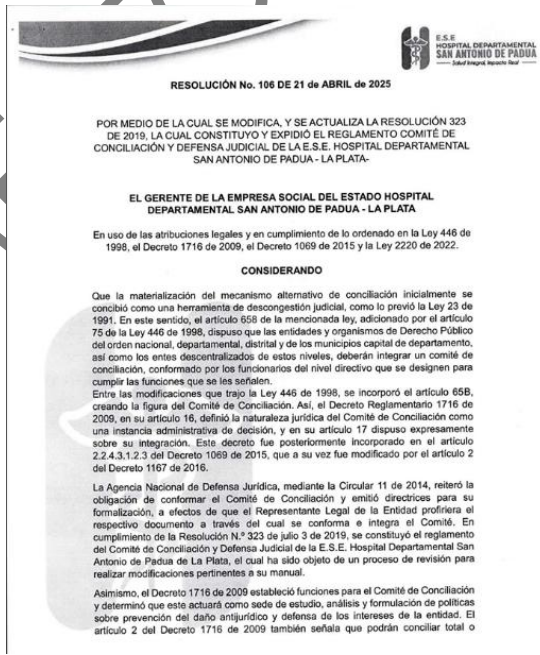 E.S.E
HOSPITAL DEPARTAMENTAL
SAN ANTONIO DE PADUA
Salud Integral, Impacto Real
RESOLUCIÓN No. 106 DE 21 de ABRIL de 2025
POR MEDIO DE LA CUAL SE MODIFICA, Y SE ACTUALIZA LA RESOLUCIÓN 323
DE 2019, LA CUAL CONSTITUYO Y EXPIDIÓ EL REGLAMENTO COMITÉ DE
CONCILIACIÓN Y DEFENSA JUDICIAL DE LA E.S.E. HOSPITAL DEPARTAMENTAL
SAN ANTONIO DE PADUA - LA PLATA-
EL GERENTE DE LA EMPRESA SOCIAL DEL ESTADO HOSPITAL
DEPARTAMENTAL SAN ANTONIO DE PADUA - LA PLATA
En uso de las atribuciones legales y en cumplimiento de lo ordenado en la Ley 446 de
1998, el Decreto 1716 de 2009, el Decreto 1069 de 2015 y la Ley 2220 de 2022.
CONSIDERANDO
Que la materialización del mecanismo alternativo de conciliación inicialmente se
concibió como una herramienta de descongestión judicial, como lo previó la Ley 23 de
1991. En este sentido, el artículo 658 de la mencionada ley, adicionado por el artículo
75 de la Ley 446 de 1998, dispuso que las entidades y organismos de Derecho Público
del orden nacional, departamental, distrital y de los municipios capital de departamento,
así como los entes descentralizados de estos niveles, deberán integrar un comité de
conciliación, conformado por los funcionarios del nivel directivo que se designen para
cumplir las funciones que se les señalen.
Entre las modificaciones que trajo la Ley 446 de 1998, se incorporó el artículo 65B,
creando la figura del Comité de Conciliación. Así, el Decreto Reglamentario 1716 de
2009, en su artículo 16, definió la naturaleza jurídica del Comité de Conciliación como
una instancia administrativa de decisión, y en su artículo 17 dispuso expresamente
sobre su integración. Este decreto fue posteriormente incorporado en el artículo
2.2.4.3.1.2.3 del Decreto 1069 de 2015, que a su vez fue modificado por el artículo 2
del Decreto 1167 de 2016.
La Agencia Nacional de Defensa Jurídica, mediante la Circular 11 de 2014, reiteró la
obligación de conformar el Comité de Conciliación y emitió directrices para su
formalización, a efectos de que el Representante Legal de la Entidad profiriera el
respectivo documento a través del cual se conforma e integra el Comité. En
cumplimiento de la Resolución N.º 323 de julio 3 de 2019, se constituyó el reglamento
del Comité de Conciliación y Defensa Judicial de la E.S.E. Hospital Departamental San
Antonio de Padua de La Plata, el cual ha sido objeto de un proceso de revisión para
realizar modificaciones pertinentes a su manual.
Asimismo, el Decreto 1716 de 2009 estableció funciones para el Comité de Conciliación
y determinó que este actuará como sede de estudio, análisis y formulación de políticas
sobre prevención del daño antijurídico y defensa de los intereses de la entidad. El
artículo 2 del Decreto 1716 de 2009 también señala que podrán conciliar total o